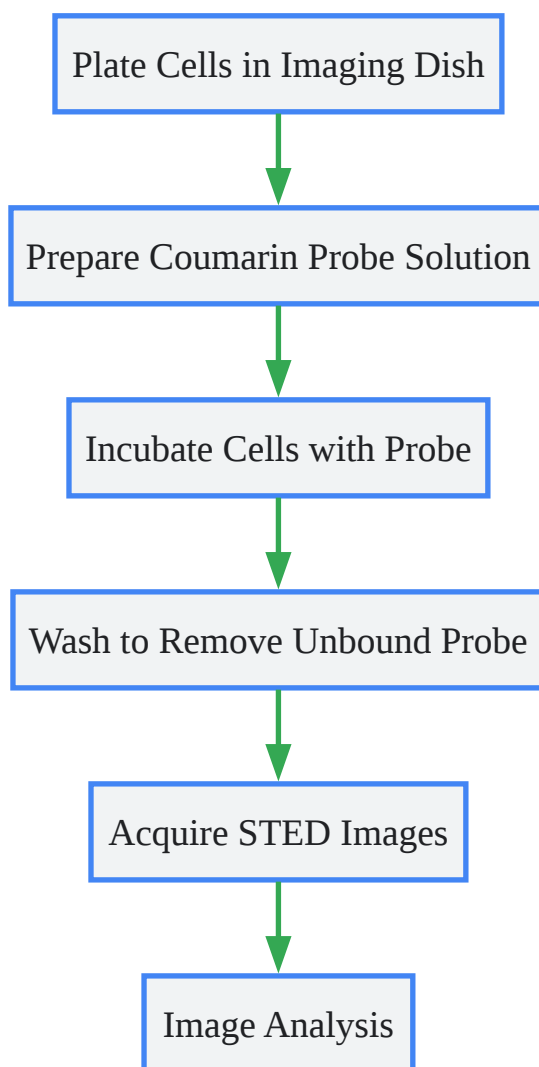 Plate Cells in Imaging Dish
Prepare Coumarin Probe Solution
Incubate Cells with Probe
Wash to Remove Unbound Probe
Acquire STED Images
Image Analysis